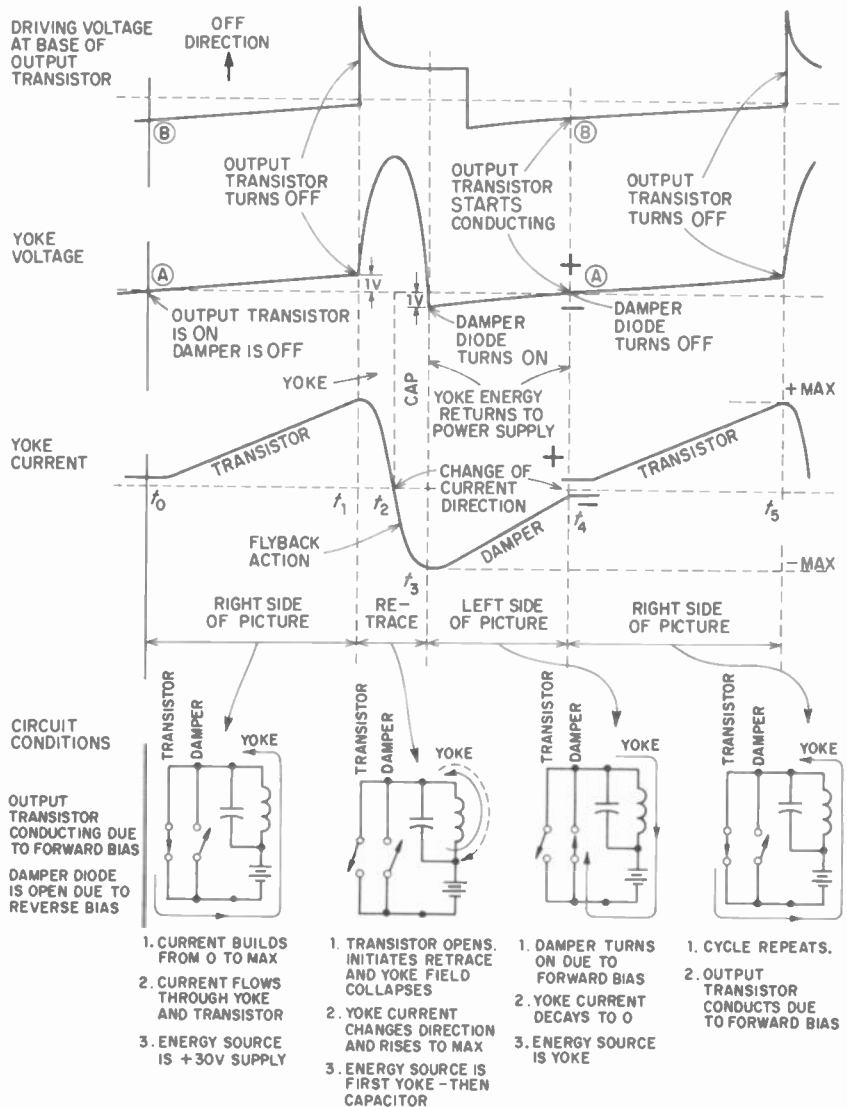 DRIVING VOLTAGE
AT BASE OF
OUTPUT
TRANSISTOR
OFF
DIRECTION
B
B
OUTPUT
TRANSISTOR
TURNS OFF
OUTPUT
TRANSISTOR
STARTS
CONDUCTING
OUTPUT
TRANSISTOR
TURNS OFF
YOKE
VOLTAGE
A
1V
1V
+
A
−
OUTPUT TRANSISTOR
IS ON
DAMPER IS OFF
DAMPER
DIODE
TURNS ON
DAMPER
DIODE
TURNS OFF
YOKE
CAP
YOKE ENERGY
RETURNS TO
POWER SUPPLY
+ MAX
YOKE
CURRENT
TRANSISTOR
CHANGE OF
CURRENT
DIRECTION
+
−
TRANSISTOR
t0
t1
t2
t3
t4
t5
FLYBACK
ACTION
DAMPER
− MAX
RIGHT SIDE
OF PICTURE
RE-
TRACE
LEFT SIDE
OF PICTURE
RIGHT SIDE
OF PICTURE
CIRCUIT
CONDITIONS
TRANSISTOR
DAMPER
YOKE
TRANSISTOR
DAMPER
YOKE
TRANSISTOR
DAMPER
YOKE
TRANSISTOR
DAMPER
YOKE
OUTPUT
TRANSISTOR
CONDUCTING DUE
TO FORWARD BIAS
DAMPER DIODE
IS OPEN DUE TO
REVERSE BIAS
1. CURRENT BUILDS
FROM 0 TO MAX
2. CURRENT FLOWS
THROUGH YOKE
AND TRANSISTOR
3. ENERGY SOURCE
IS +30V SUPPLY
1. TRANSISTOR OPENS.
INITIATES RETRACE
AND YOKE FIELD
COLLAPSES
2. YOKE CURRENT
CHANGES DIRECTION
AND RISES TO MAX
3. ENERGY SOURCE IS
FIRST YOKE-THEN
CAPACITOR
1. DAMPER TURNS
ON DUE TO
FORWARD BIAS
2. YOKE CURRENT
DECAYS TO 0
3. ENERGY SOURCE
IS YOKE
1. CYCLE REPEATS.
2. OUTPUT
TRANSISTOR
CONDUCTS DUE
TO FORWARD BIAS